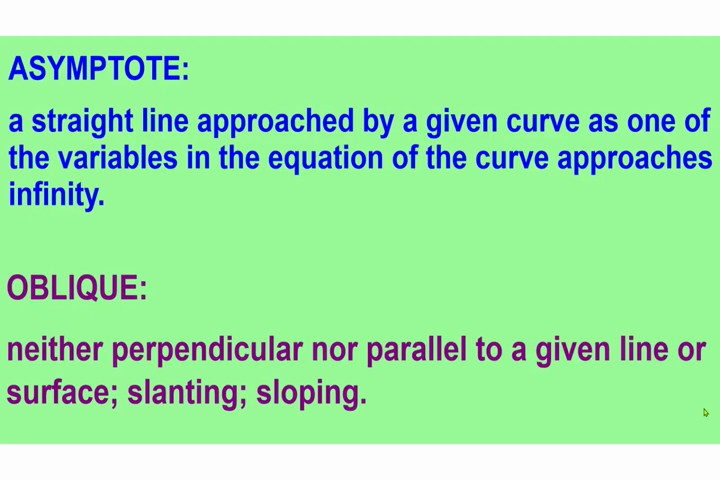 ASYMPTOTE:
a straight line approached by a given curve as one of
the variables in the equation of the curve approaches
infinity.
OBLIQUE:
neither perpendicular nor parallel to a given line or
surface; slanting; sloping.